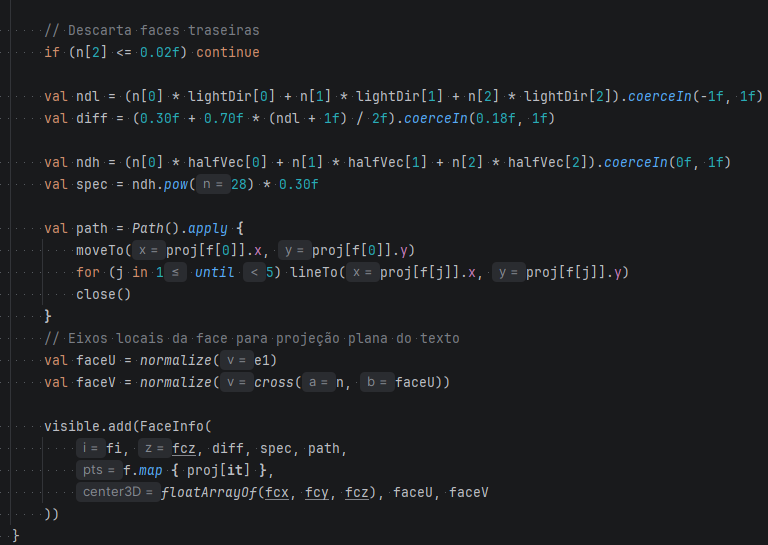 // Descarta faces traseiras
if (n[2] <= 0.02f) continue
val ndl = (n[0] * lightDir[0] + n[1] * lightDir[1] + n[2] * lightDir[2]).coerceIn(-1f, 1f)
val diff = (0.30f + 0.70f * (ndl + 1f) / 2f).coerceIn(0.18f, 1f)
val ndh = (n[0] * halfVec[0] + n[1] * halfVec[1] + n[2] * halfVec[2]).coerceIn(0f, 1f)
val spec = ndh.pow( n = 28) * 0.30f
val path = Path().apply {
moveTo( x = proj[f[0]].x, y = proj[f[0]].y)
for (j in 1 ≤ until < 5) lineTo( x = proj[f[j]].x, y = proj[f[j]].y)
close()
}
// Eixos locais da face para projeção plana do texto
val faceU = normalize( v = e1)
val faceV = normalize( v = cross( a = n, b = faceU))
visible.add(FaceInfo(
i = fi, z = fcz, diff, spec, path,
pts = f.map { proj[it] },
center3D = floatArrayOf(fcx, fcy, fcz), faceU, faceV
))
}